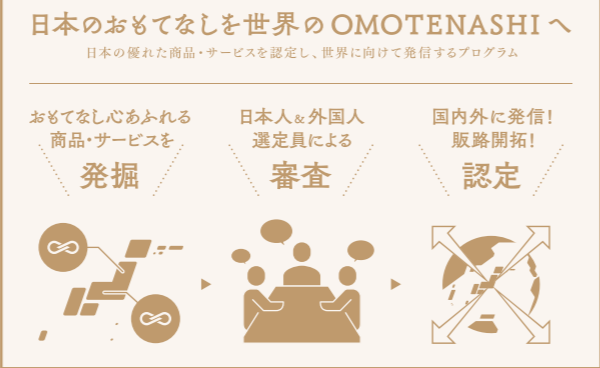 日本のおもてなしを世界のOMOTENASHIへ
日本の優れた商品・サービスを認定し、世界に向けて発信するプログラム
おもてなし心あふれる
商品・サービスを
発掘
日本人&外国人
選定員による
審査
国内外に発信!
販路開拓!
認定